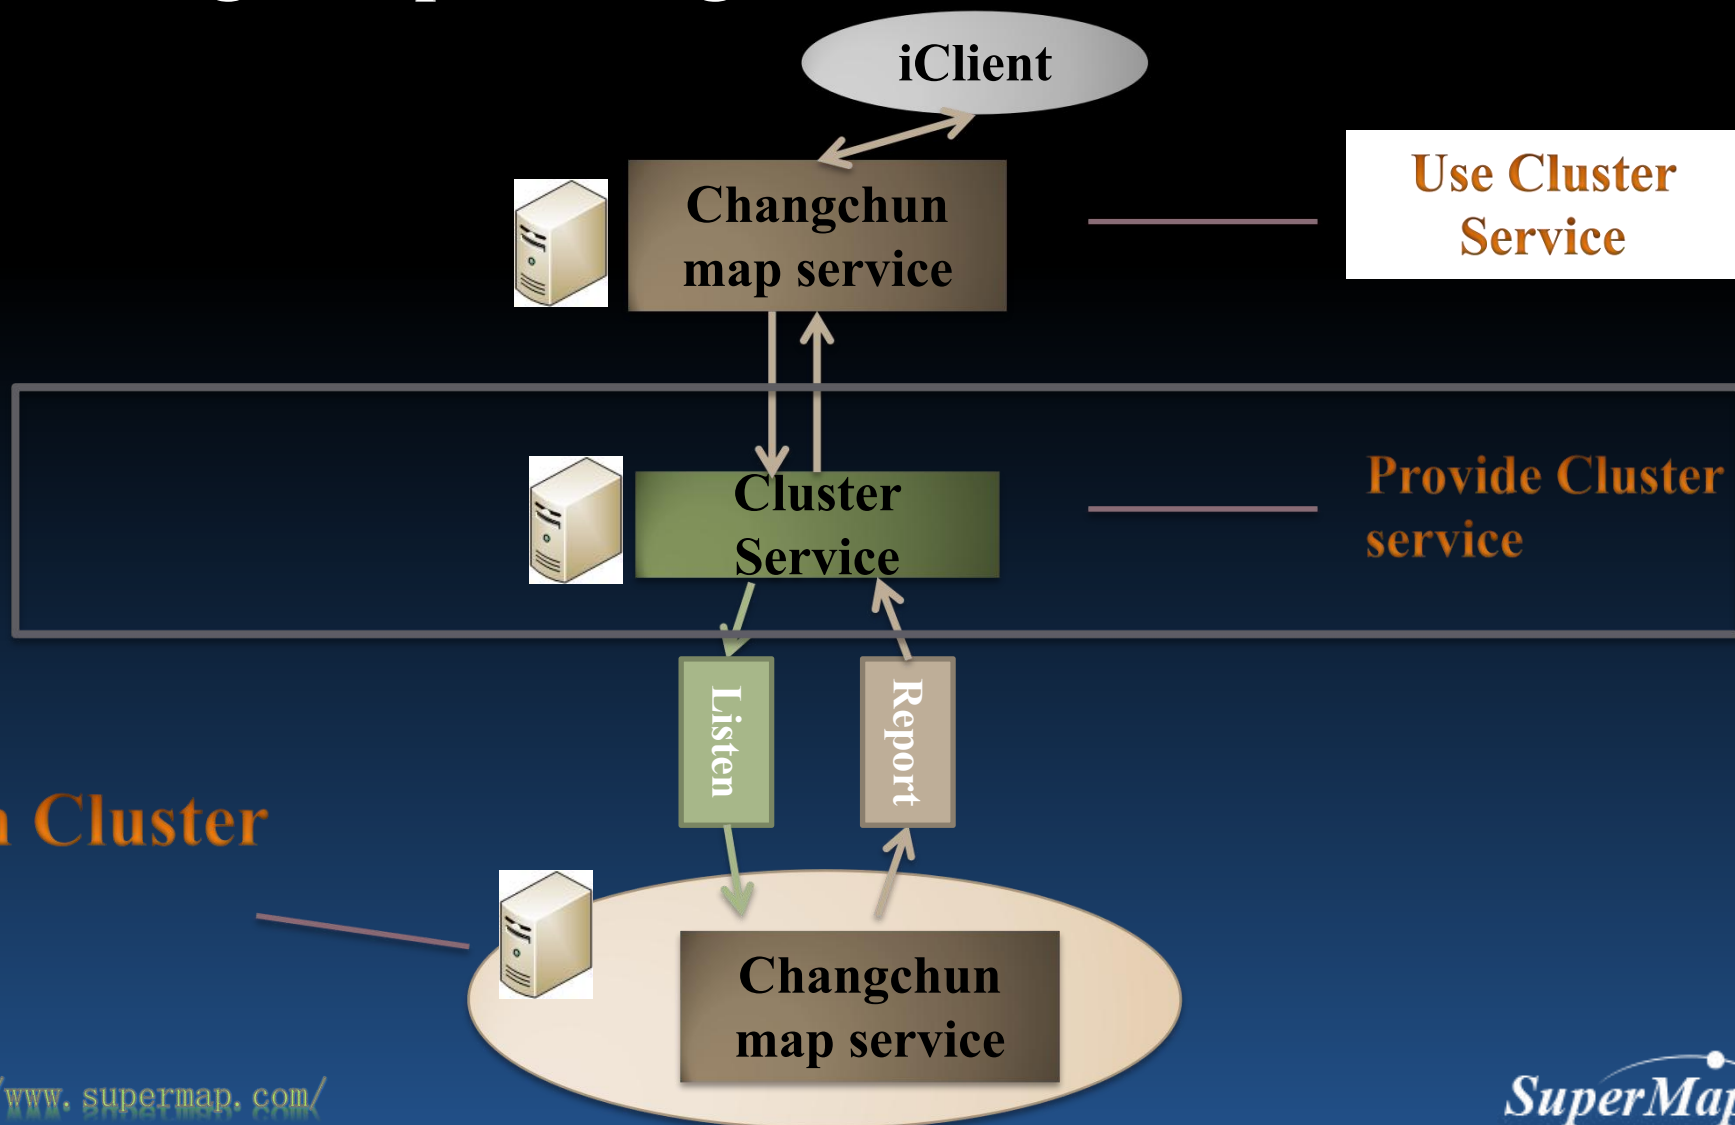 iClient
Changchun
map service
Use Cluster
Service
Cluster
Service
Provide Cluster
service
Listen
Report
Cluster
Changchun
map service
/www.supermap.com/
SuperMap